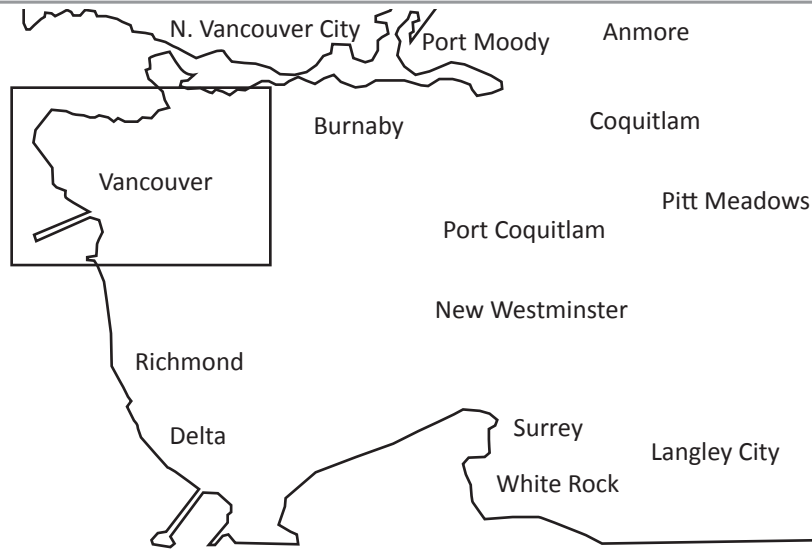 N. Vancouver City
Port Moody
Anmore
Burnaby
Coquitlam
Vancouver
Pitt Meadows
Port Coquitlam
New Westminster
Richmond
Delta
Surrey
Langley City
White Rock